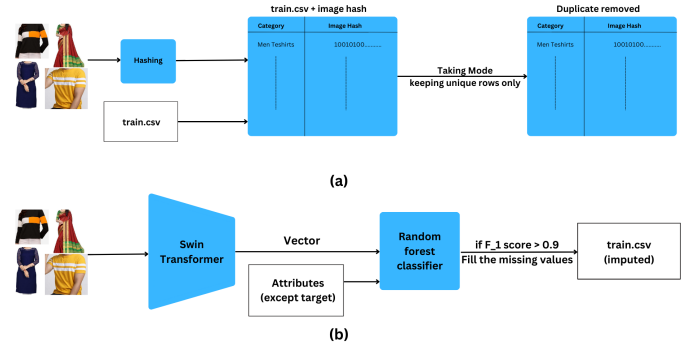 train.csv + image hash
Duplicate removed
Category Image Hash
Category Image Hash
Men Teshirts 10010100...........
Men Teshirts 10010100...........
Hashing
Taking Mode
keeping unique rows only
train.csv
(a)
Swin
Transformer
Vector
Random
forest
classifier
if F_1 score > 0.9
Fill the missing values
train.csv
(imputed)
Attributes
(except target)
(b)